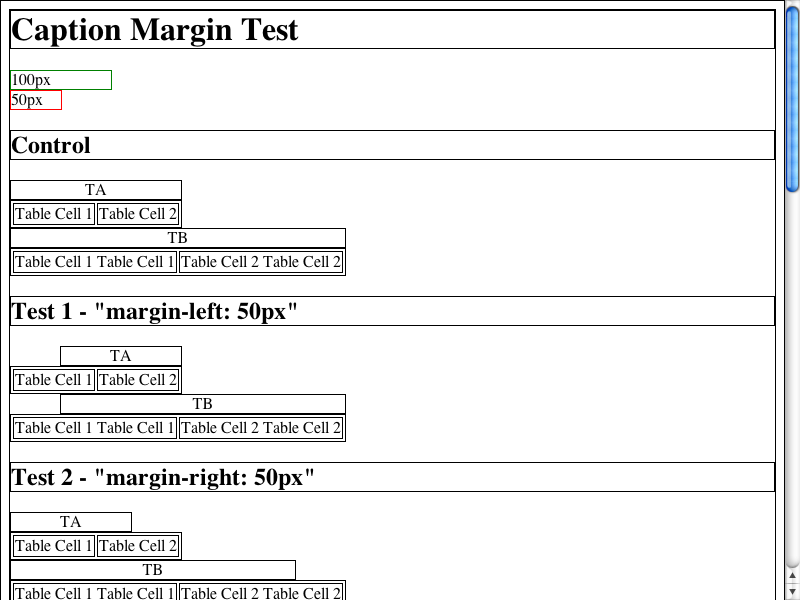 Caption Margin Test
100px
50px
Control
TA
Table Cell 1 Table Cell 2
TB
Table Cell 1 Table Cell 1 Table Cell 2 Table Cell 2
Test 1 - "margin-left: 50px"
TA
Table Cell 1 Table Cell 2
TB
Table Cell 1 Table Cell 1 Table Cell 2 Table Cell 2
Test 2 - "margin-right: 50px"
TA
Table Cell 1 Table Cell 2
TB
Table Cell 1 Table Cell 1 Table Cell 2 Table Cell 2